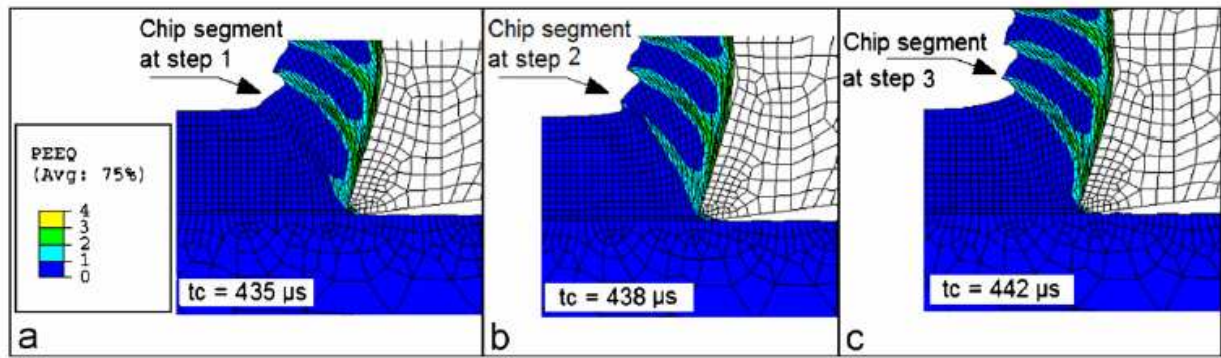 Chip segment
at step 1
PEEQ
(Avg: 75%)
4
3
2
1
0
tc = 435 µs
a
Chip segment
at step 2
tc = 438 µs
b
Chip segment
at step 3
tc = 442 µs
c